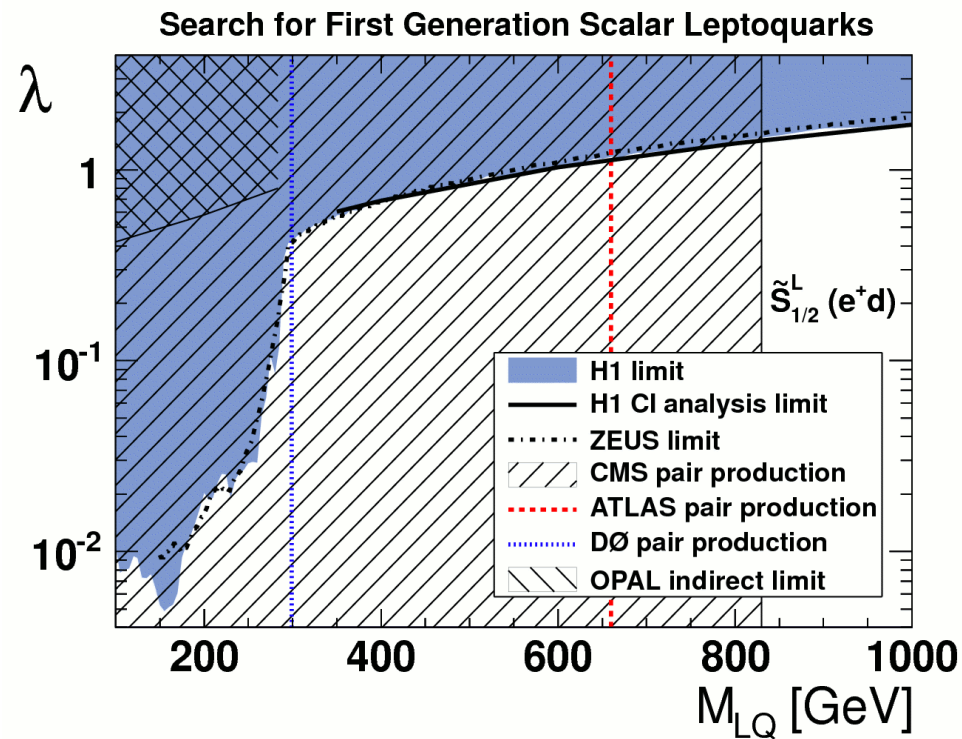 Search for First Generation Scalar Leptoquarks
λ
1
10⁻¹
10⁻²
S̃ᴸ₁/₂ (e⁺d)
H1 limit
H1 CI analysis limit
ZEUS limit
CMS pair production
ATLAS pair production
DØ pair production
OPAL indirect limit
200 400 600 800 1000
M_LQ [GeV]